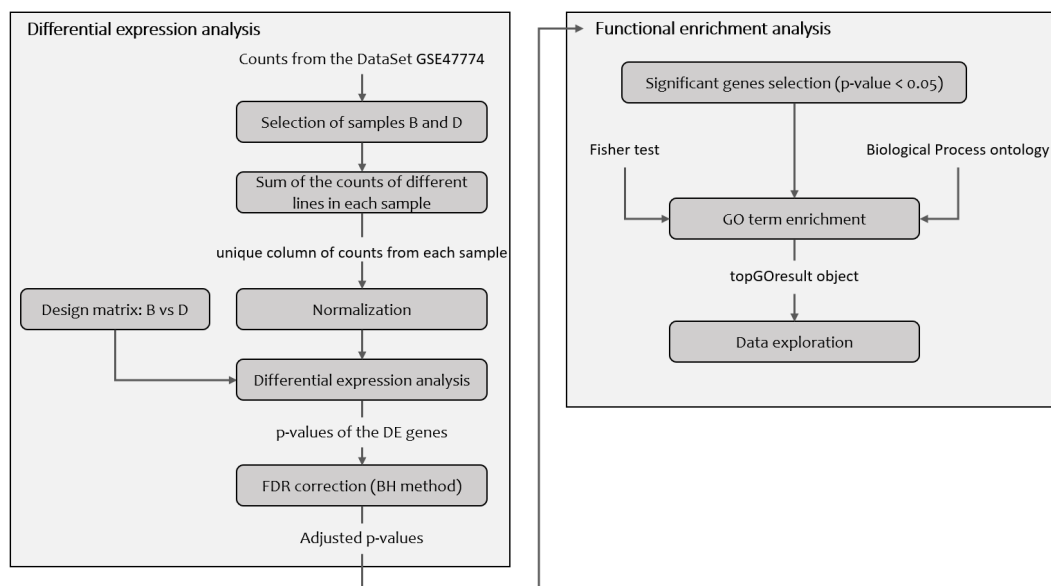 Differential expression analysis
Counts from the DataSet GSE47774
Selection of samples B and D
Sum of the counts of different
lines in each sample
unique column of counts from each sample
Design matrix: B vs D
Normalization
Differential expression analysis
p-values of the DE genes
FDR correction (BH method)
Adjusted p-values
Functional enrichment analysis
Significant genes selection (p-value < 0.05)
Fisher test
Biological Process ontology
GO term enrichment
topGOresult object
Data exploration